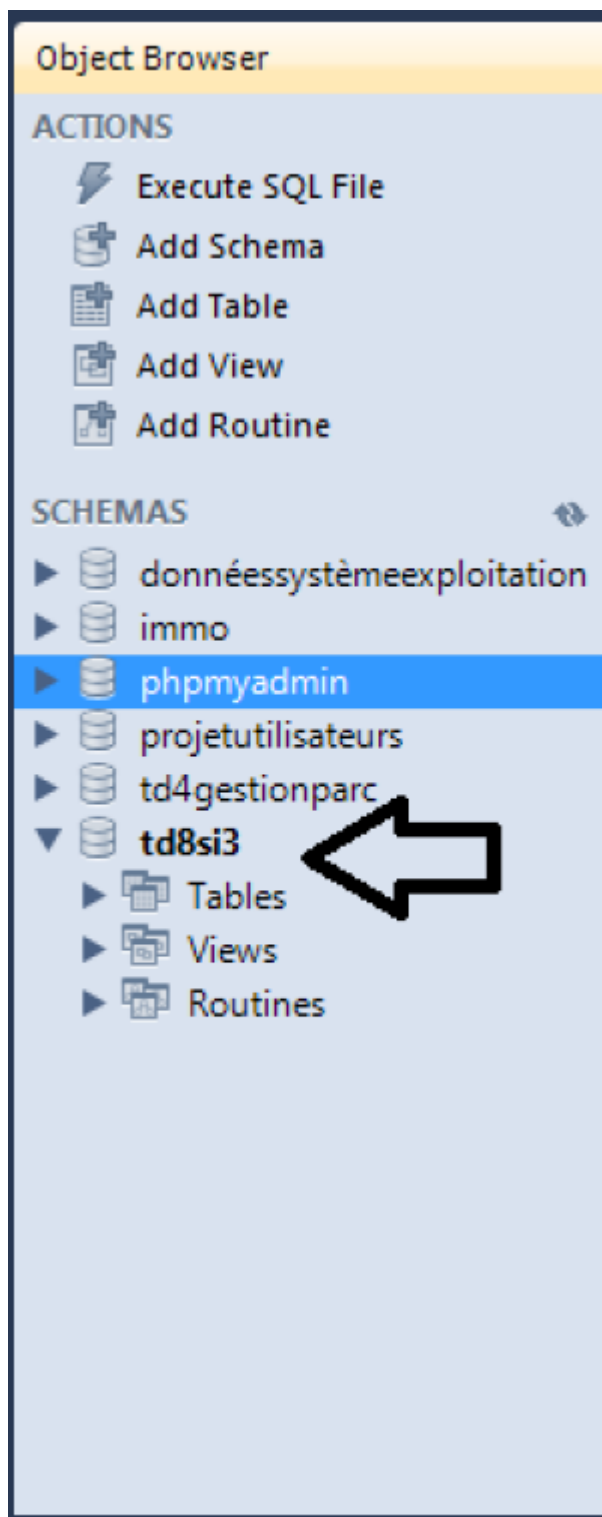 Object Browser
ACTIONS
Execute SQL File
Add Schema
Add Table
Add View
Add Routine
SCHEMAS
donnéessystèmeexploitation
immo
phpmyadmin
projetutilisateurs
td4gestionparc
td8si3
Tables
Views
Routines